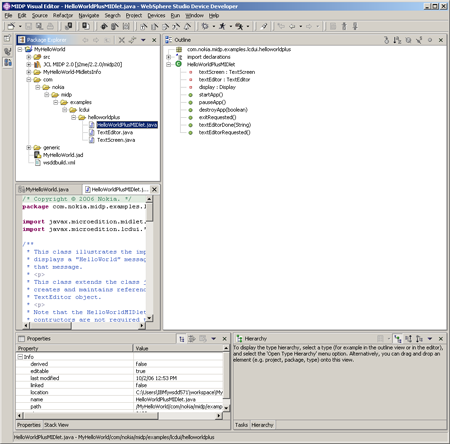 MIDP Visual Editor - HelloWorldPlusMIDlet.java - WebSphere Studio Device Developer
File Edit Source Refactor Navigate Search Project Devices Run Window Help
Package Explorer
MyHelloWorld
src
JCL MIDP 2.0 [j2me/2.2.0/midp20]
MyHelloWorld-MidletsInfo
com
nokia
midp
examples
lcdui
helloworldplus
HelloWorldPlusMIDlet.java
TextEditor.java
TextScreen.java
generic
MyHelloWorld.jad
wsddbuild.xml
Outline
com.nokia.midp.examples.lcdui.helloworldplus
import declarations
HelloWorldPlusMIDlet
textScreen : TextScreen
textEditor : TextEditor
display : Display
startApp()
pauseApp()
destroyApp(boolean)
exitRequested()
textEditorDone(String)
textEditorRequested()
MyHelloWorld.java
HelloWorldPlusMIDlet.j...
/* Copyright © 2006 Nokia. */
package com.nokia.midp.examples.l
import javax.microedition.midlet.
import javax.microedition.lcdui.*
/**
* This class illustrates the imp
* displays a "HelloWorld" messag
* that message.
* <p>
* This class extends the class j
* creates and maintains referenc
* TextEditor object.
* <p>
* Note that the HelloWorldMIDlet
* contructors are not required
Properties
Property Value
Info
derived false
editable true
last modified 10/2/06 12:53 PM
linked false
location C:\Users\IBM\wsdd571\workspace\My
name HelloWorldPlusMIDlet.java
path /MyHelloWorld/com/nokia/midp/exam
Properties Tasks
Hierarchy
To display the type hierarchy, select a type (for example in the outline view or in the editor),
and select the 'Open Type Hierarchy' menu option. Alternatively, you can drag and drop an
element (e.g. project, package, type) onto this view.
Tasks Hierarchy
HelloWorldPlusMIDlet.java - MyHelloWorld/com/nokia/midp/examples/lcdui/helloworldplus